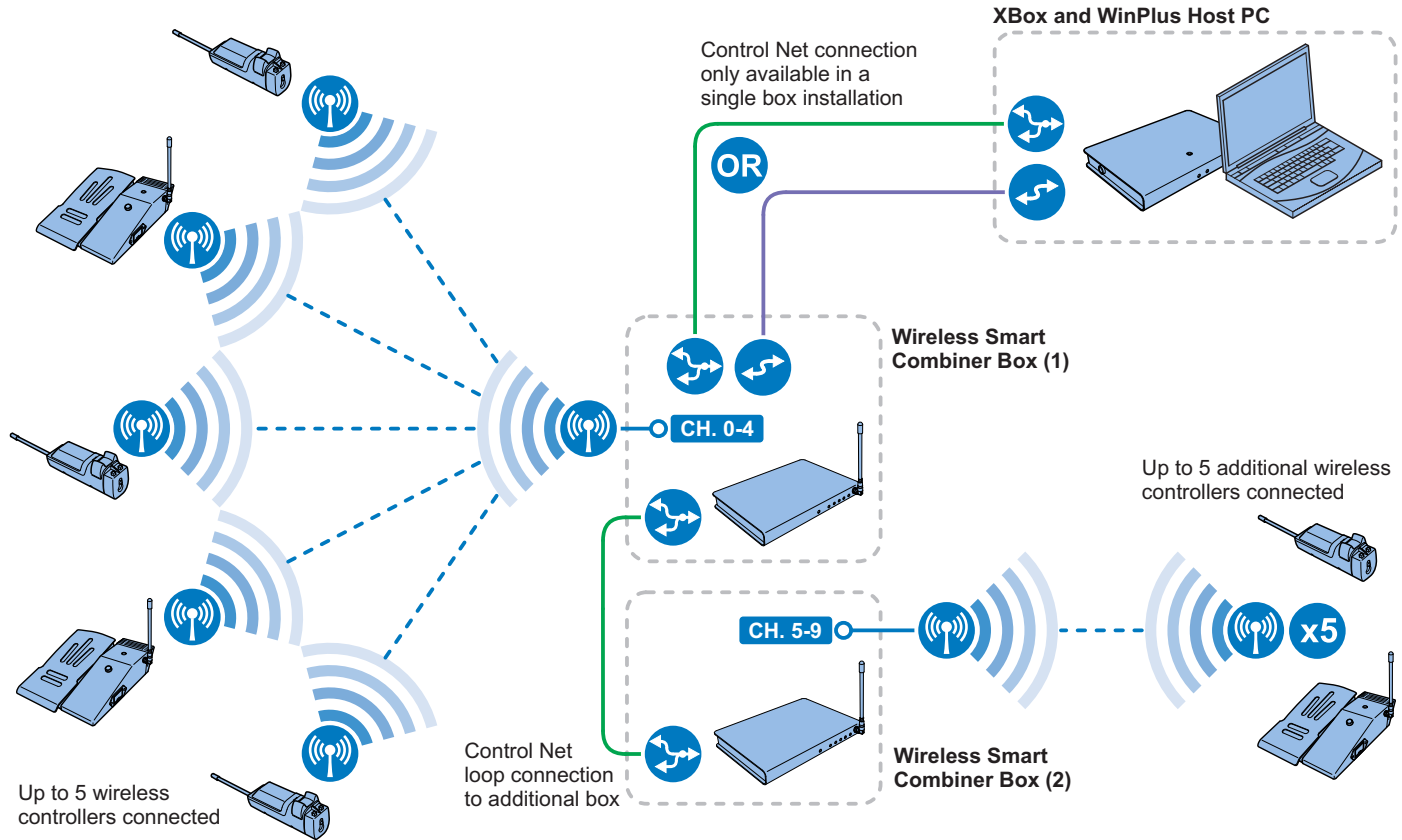 XBox and WinPlus Host PC
Control Net connection
only available in a
single box installation
OR
Wireless Smart
Combiner Box (1)
CH. 0-4
Up to 5 additional wireless
controllers connected
CH. 5-9
x5
Control Net
loop connection
to additional box
Wireless Smart
Combiner Box (2)
Up to 5 wireless
controllers connected